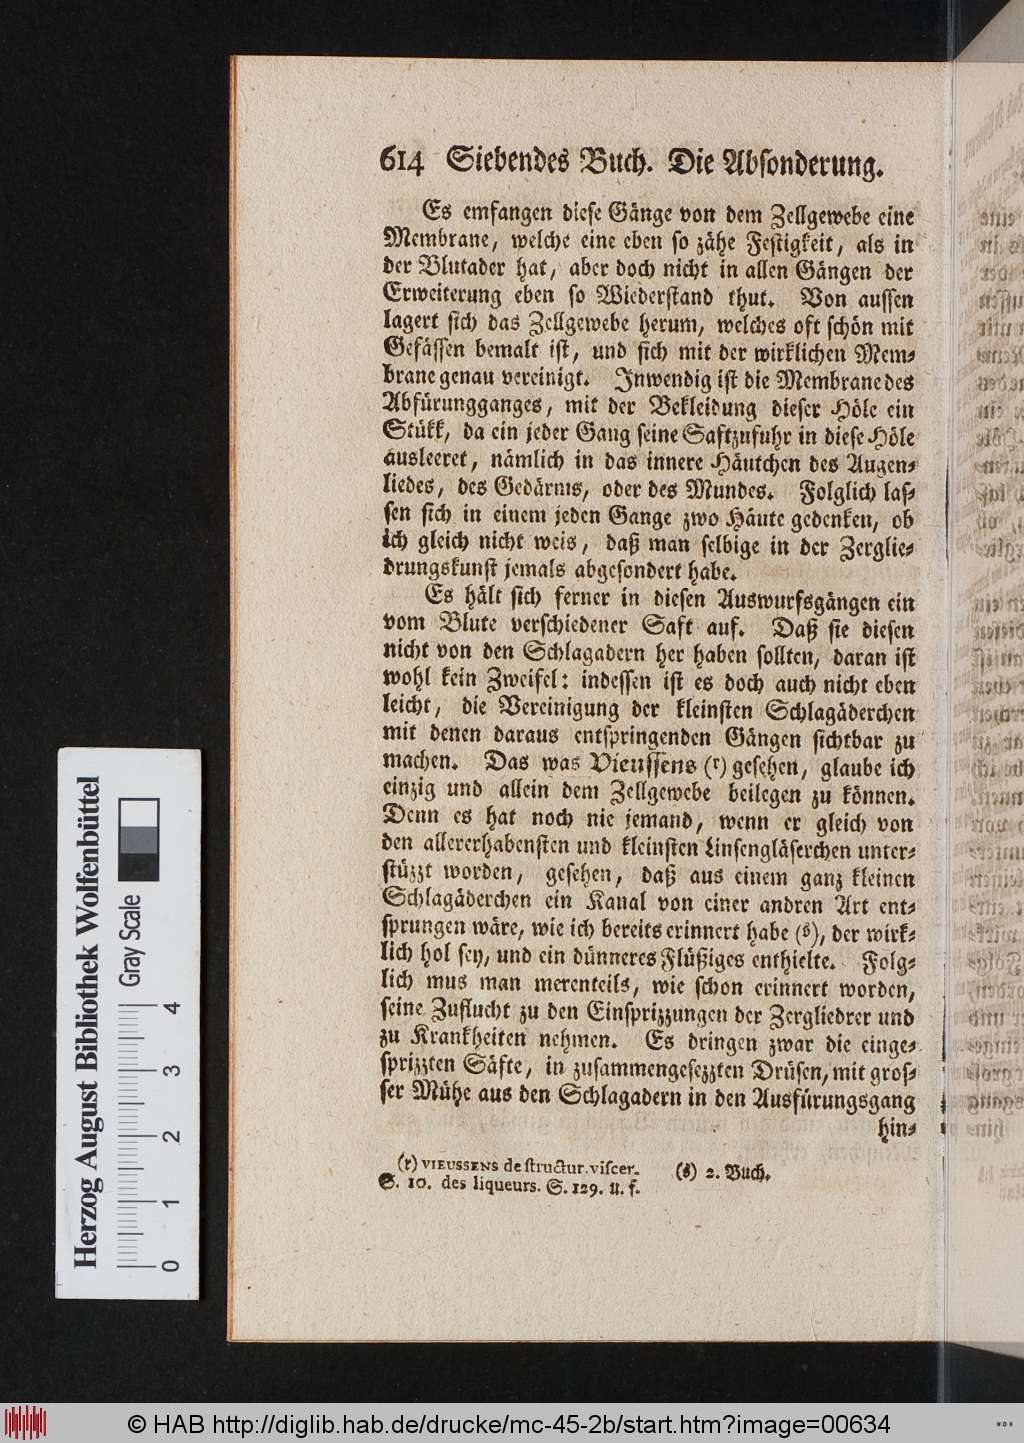 614 Siebendes Buch. Die Absonderung.
Es emfangen diese Gänge von dem Zellgewebe eine
Membrane, welche eine eben so zähe Festigkeit, als in
der Blutader hat, aber doch nicht in allen Gängen der
Erweiterung eben so Wiederstand thut. Von aussen
lagert sich das Zellgewebe herum, welches oft schön mit
Gefässen bemalt ist, und sich mit der wirklichen Mem-
brane genau vereinigt. Inwendig ist die Membrane des
Abfürungganges, mit der Bekleidung dieser Höle ein
Stükk, da ein jeder Gang seine Saftzufuhr in diese Höle
ausleeret, nämlich in das innere Häutchen des Augen-
liedes, des Gedärms, oder des Mundes. Folglich las-
sen sich in einem jeden Gange zwo Häute gedenken, ob
ich gleich nicht weis, daß man selbige in der Zerglie-
drungskunst jemals abgesondert habe.
Es hält sich ferner in diesen Auswurfsgängen ein
vom Blute verschiedener Saft auf. Daß sie diesen
nicht von den Schlagadern her haben sollten, daran ist
wohl kein Zweifel: indessen ist es doch auch nicht eben
leicht, die Vereinigung der kleinsten Schlagäderchen
mit denen daraus entspringenden Gängen sichtbar zu
machen. Das was Vieussens (r) gesehen, glaube ich
einzig und allein dem Zellgewebe beilegen zu können.
Denn es hat noch nie jemand, wenn er gleich von
den allererhabensten und kleinsten Linsengläserchen unter-
stüzzt worden, gesehen, daß aus einem ganz kleinen
Schlagäderchen ein Kanal von einer andren Art ent-
sprungen wäre, wie ich bereits erinnert habe (s), der wirk-
lich hol sey, und ein dünneres Flüßiges enthielte. Folg-
lich mus man merenteils, wie schon erinnert worden,
seine Zuflucht zu den Einsprizzungen der Zergliedrer und
zu Krankheiten nehmen. Es dringen zwar die einge-
sprizzten Säfte, in zusammengesezzten Drüsen, mit gros-
ser Mühe aus den Schlagadern in den Ausfürungsgang
hin-
(r) VIEUSSENS de structur. viscer.
S. 10. des liqueurs. S. 129. u. f.
(s) 2. Buch.
Herzog August Bibliothek Wolfenbüttel
Gray Scale
0 1 2 3 4
© HAB http://diglib.hab.de/drucke/mc-45-2b/start.htm?image=00634